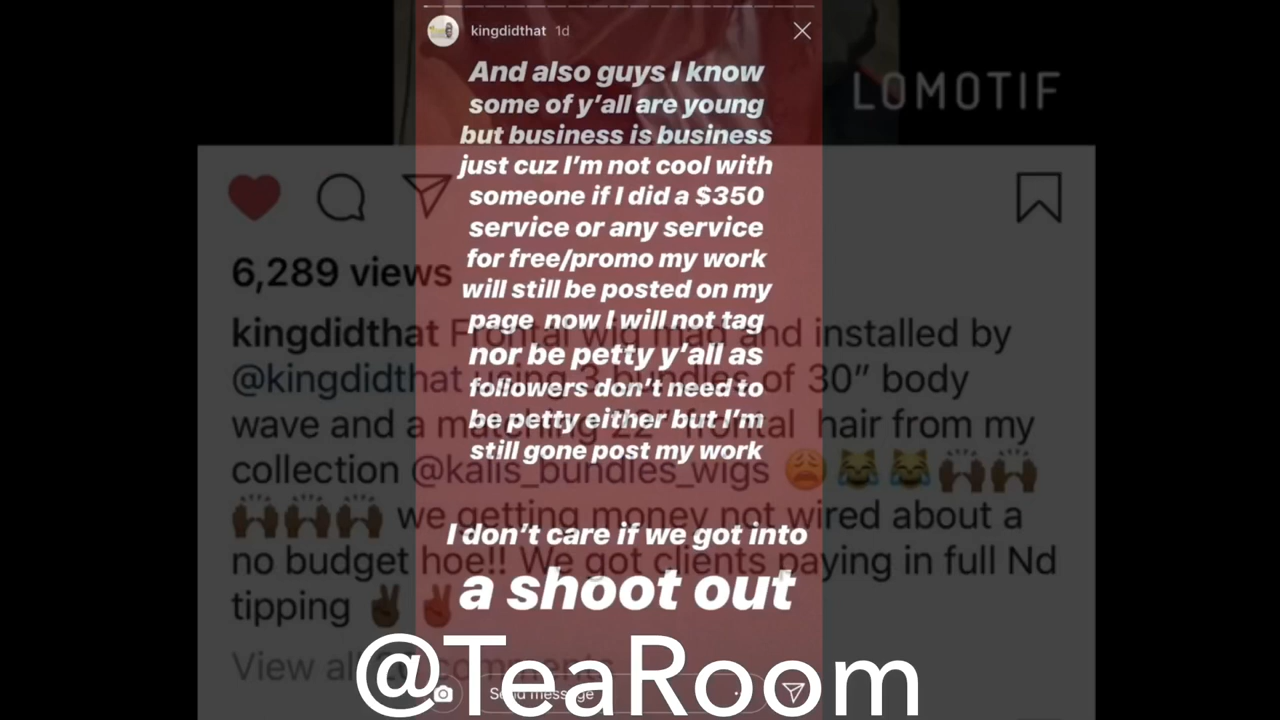 kingdidthat 1d
LOMOTIF
And also guys I know
some of y'all are young
but business is business
just cuz I'm not cool with
someone if I did a $350
service or any service
for free/promo my work
will still be posted on my
page now I will not tag
nor be petty y'all as
followers don't need to
be petty either but I'm
still gone post my work
I don't care if we got into
a shoot out
6,289 views
kingdidthat Frontal wig mad and installed by
@kingdidthat using 3 bundles of 30" body
wave and a matching 22" frontal hair from my
collection @kalis_bundles_wigs 😩😹😹🙌🏾🙌🏾
🙌🏾🙌🏾🙌🏾 we getting money not wired about a
no budget hoe!! We got clients paying in full Nd
tipping ✌🏾✌🏾
View all comments
Send message
@TeaRoom